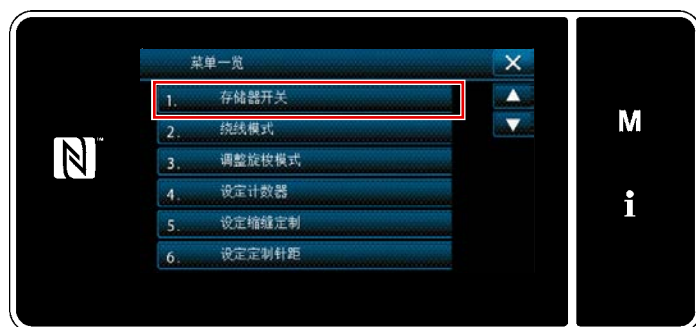 菜单一览
1. 存储器开关
2. 绕线模式
3. 调整旋梭模式
4. 设定计数器
5. 设定缩缝定制
6. 设定定制针距
M
i